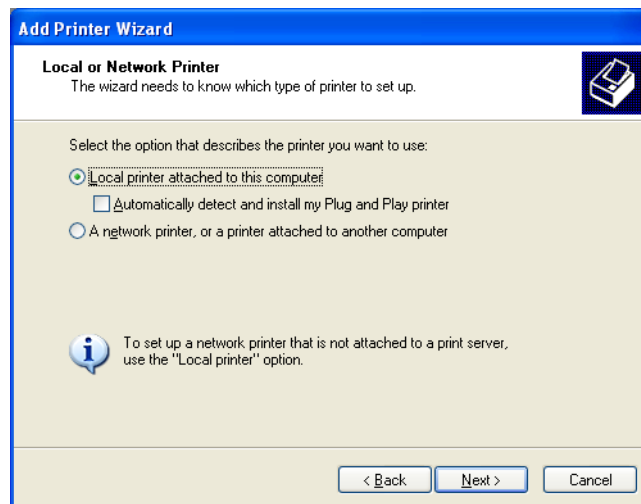 Add Printer Wizard
Local or Network Printer
The wizard needs to know which type of printer to set up.
Select the option that describes the printer you want to use:
Local printer attached to this computer
Automatically detect and install my Plug and Play printer
A network printer, or a printer attached to another computer
To set up a network printer that is not attached to a print server,
use the "Local printer" option.
< Back Next > Cancel